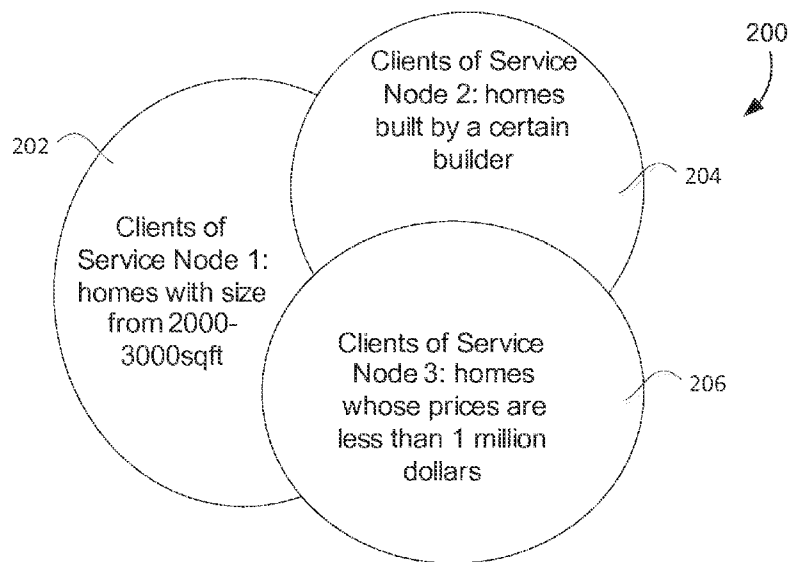 200
Clients of Service
Node 2: homes
built by a certain
builder
202
204
Clients of
Service Node 1:
homes with size
from 2000-
3000sqft
Clients of Service
Node 3: homes
whose prices are
less than 1 million
dollars
206